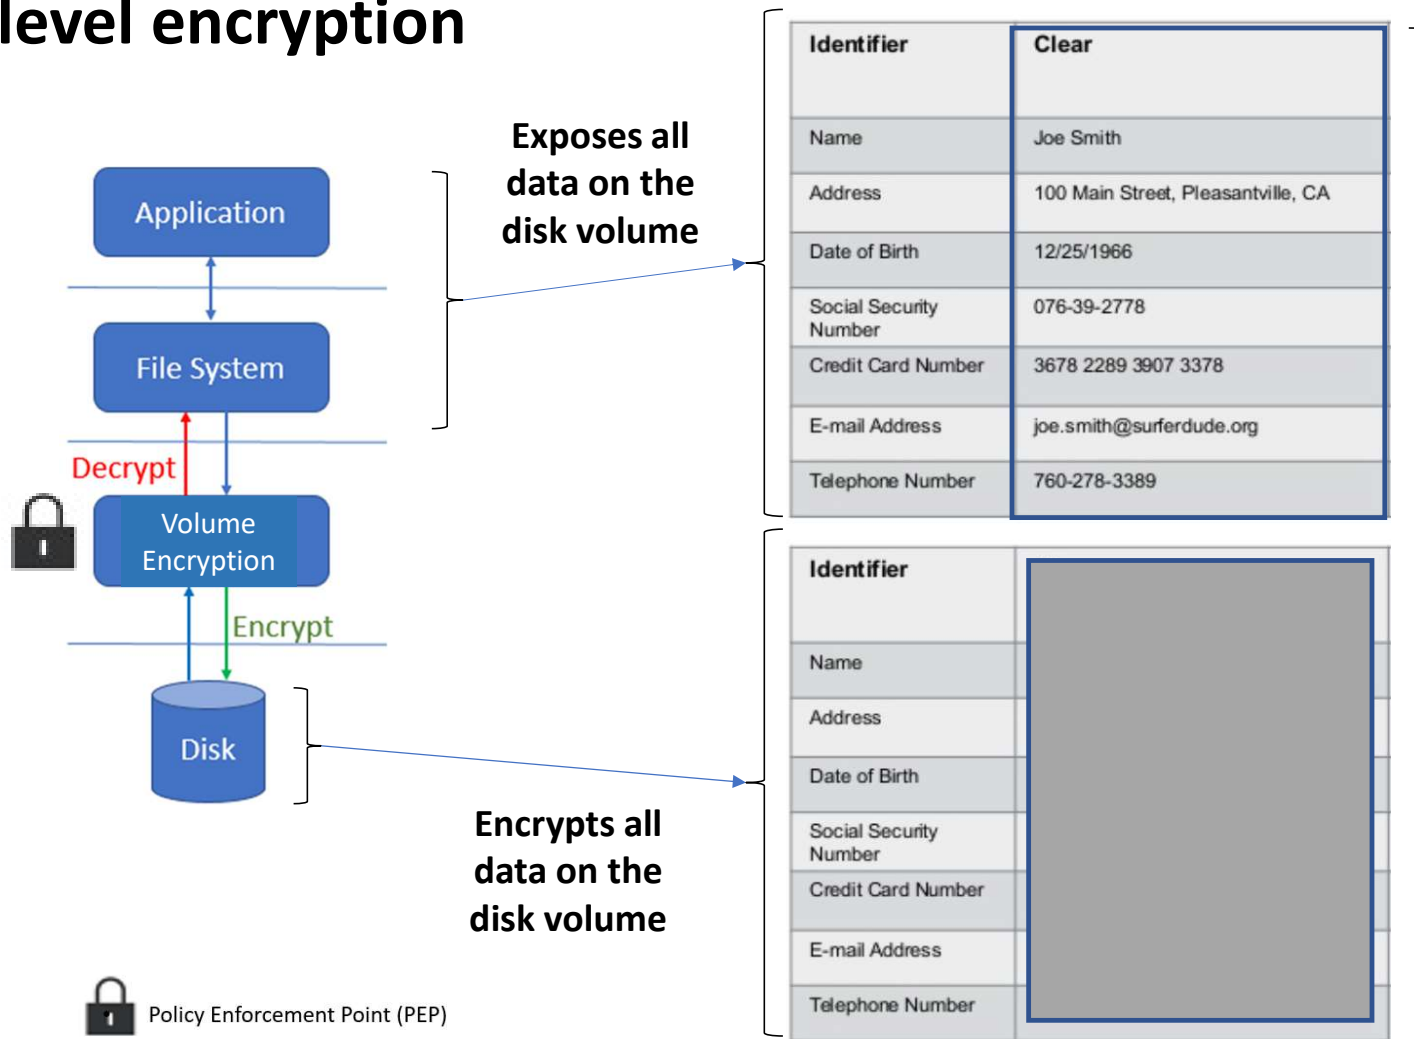 level encryption
Application
File System
Decrypt
Volume
Encryption
Encrypt
Disk
Policy Enforcement Point (PEP)
Exposes all
data on the
disk volume
Encrypts all
data on the
disk volume
Identifier Clear
Name Joe Smith
Address 100 Main Street, Pleasantville, CA
Date of Birth 12/25/1966
Social Security 076-39-2778
Number
Credit Card Number 3678 2289 3907 3378
E-mail Address joe.smith@surferdude.org
Telephone Number 760-278-3389
Identifier
Name
Address
Date of Birth
Social Security
Number
Credit Card Number
E-mail Address
Telephone Number